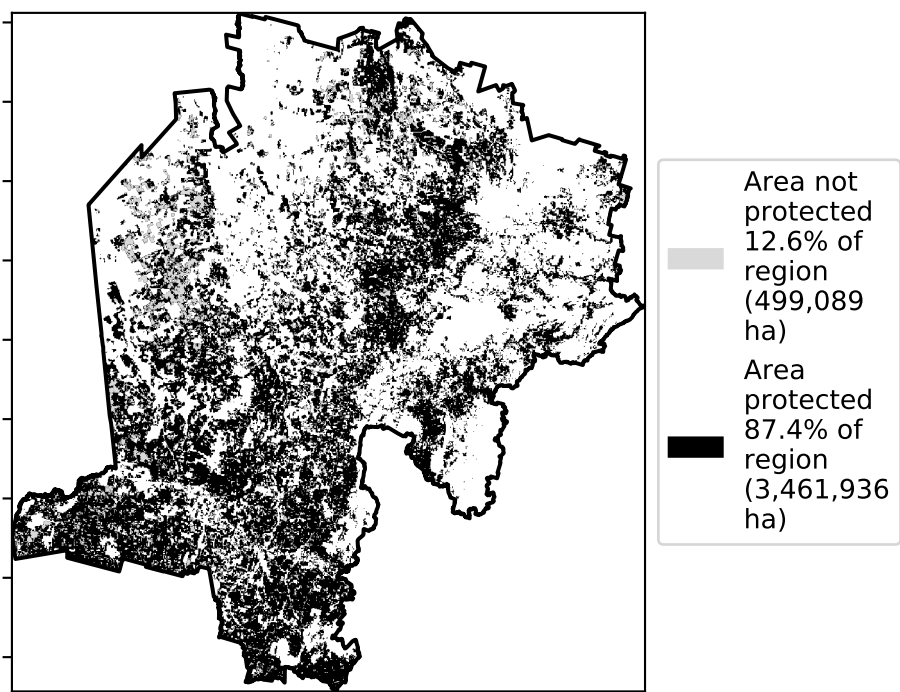 Area not
protected
12.6% of
region
(499,089
ha)
Area
protected
87.4% of
region
(3,461,936
ha)